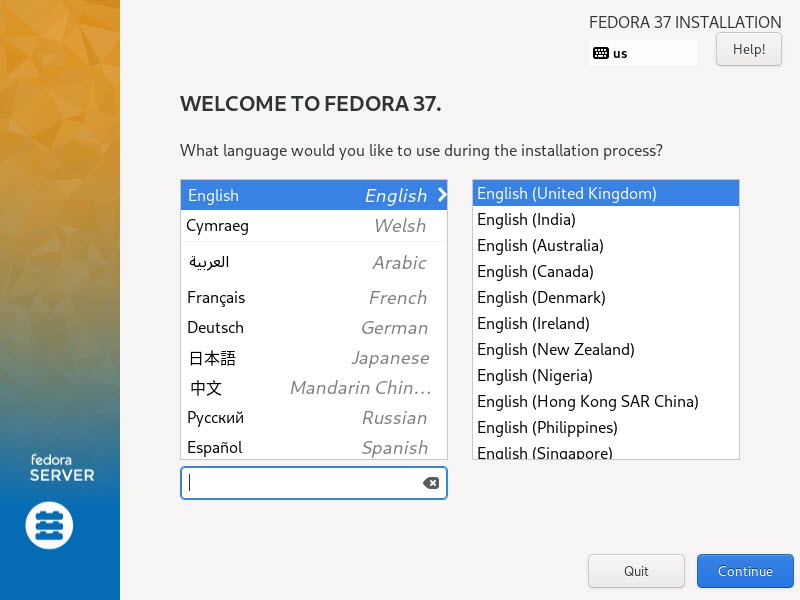 FEDORA 37 INSTALLATION
us
Help!
WELCOME TO FEDORA 37.
What language would you like to use during the installation process?
English English
Cymraeg Welsh
العربية Arabic
Français French
Deutsch German
日本語 Japanese
中文 Mandarin Chin…
Русский Russian
Español Spanish
English (United Kingdom)
English (India)
English (Australia)
English (Canada)
English (Denmark)
English (Ireland)
English (New Zealand)
English (Nigeria)
English (Hong Kong SAR China)
English (Philippines)
English (Singapore)
fedora
SERVER
Quit
Continue